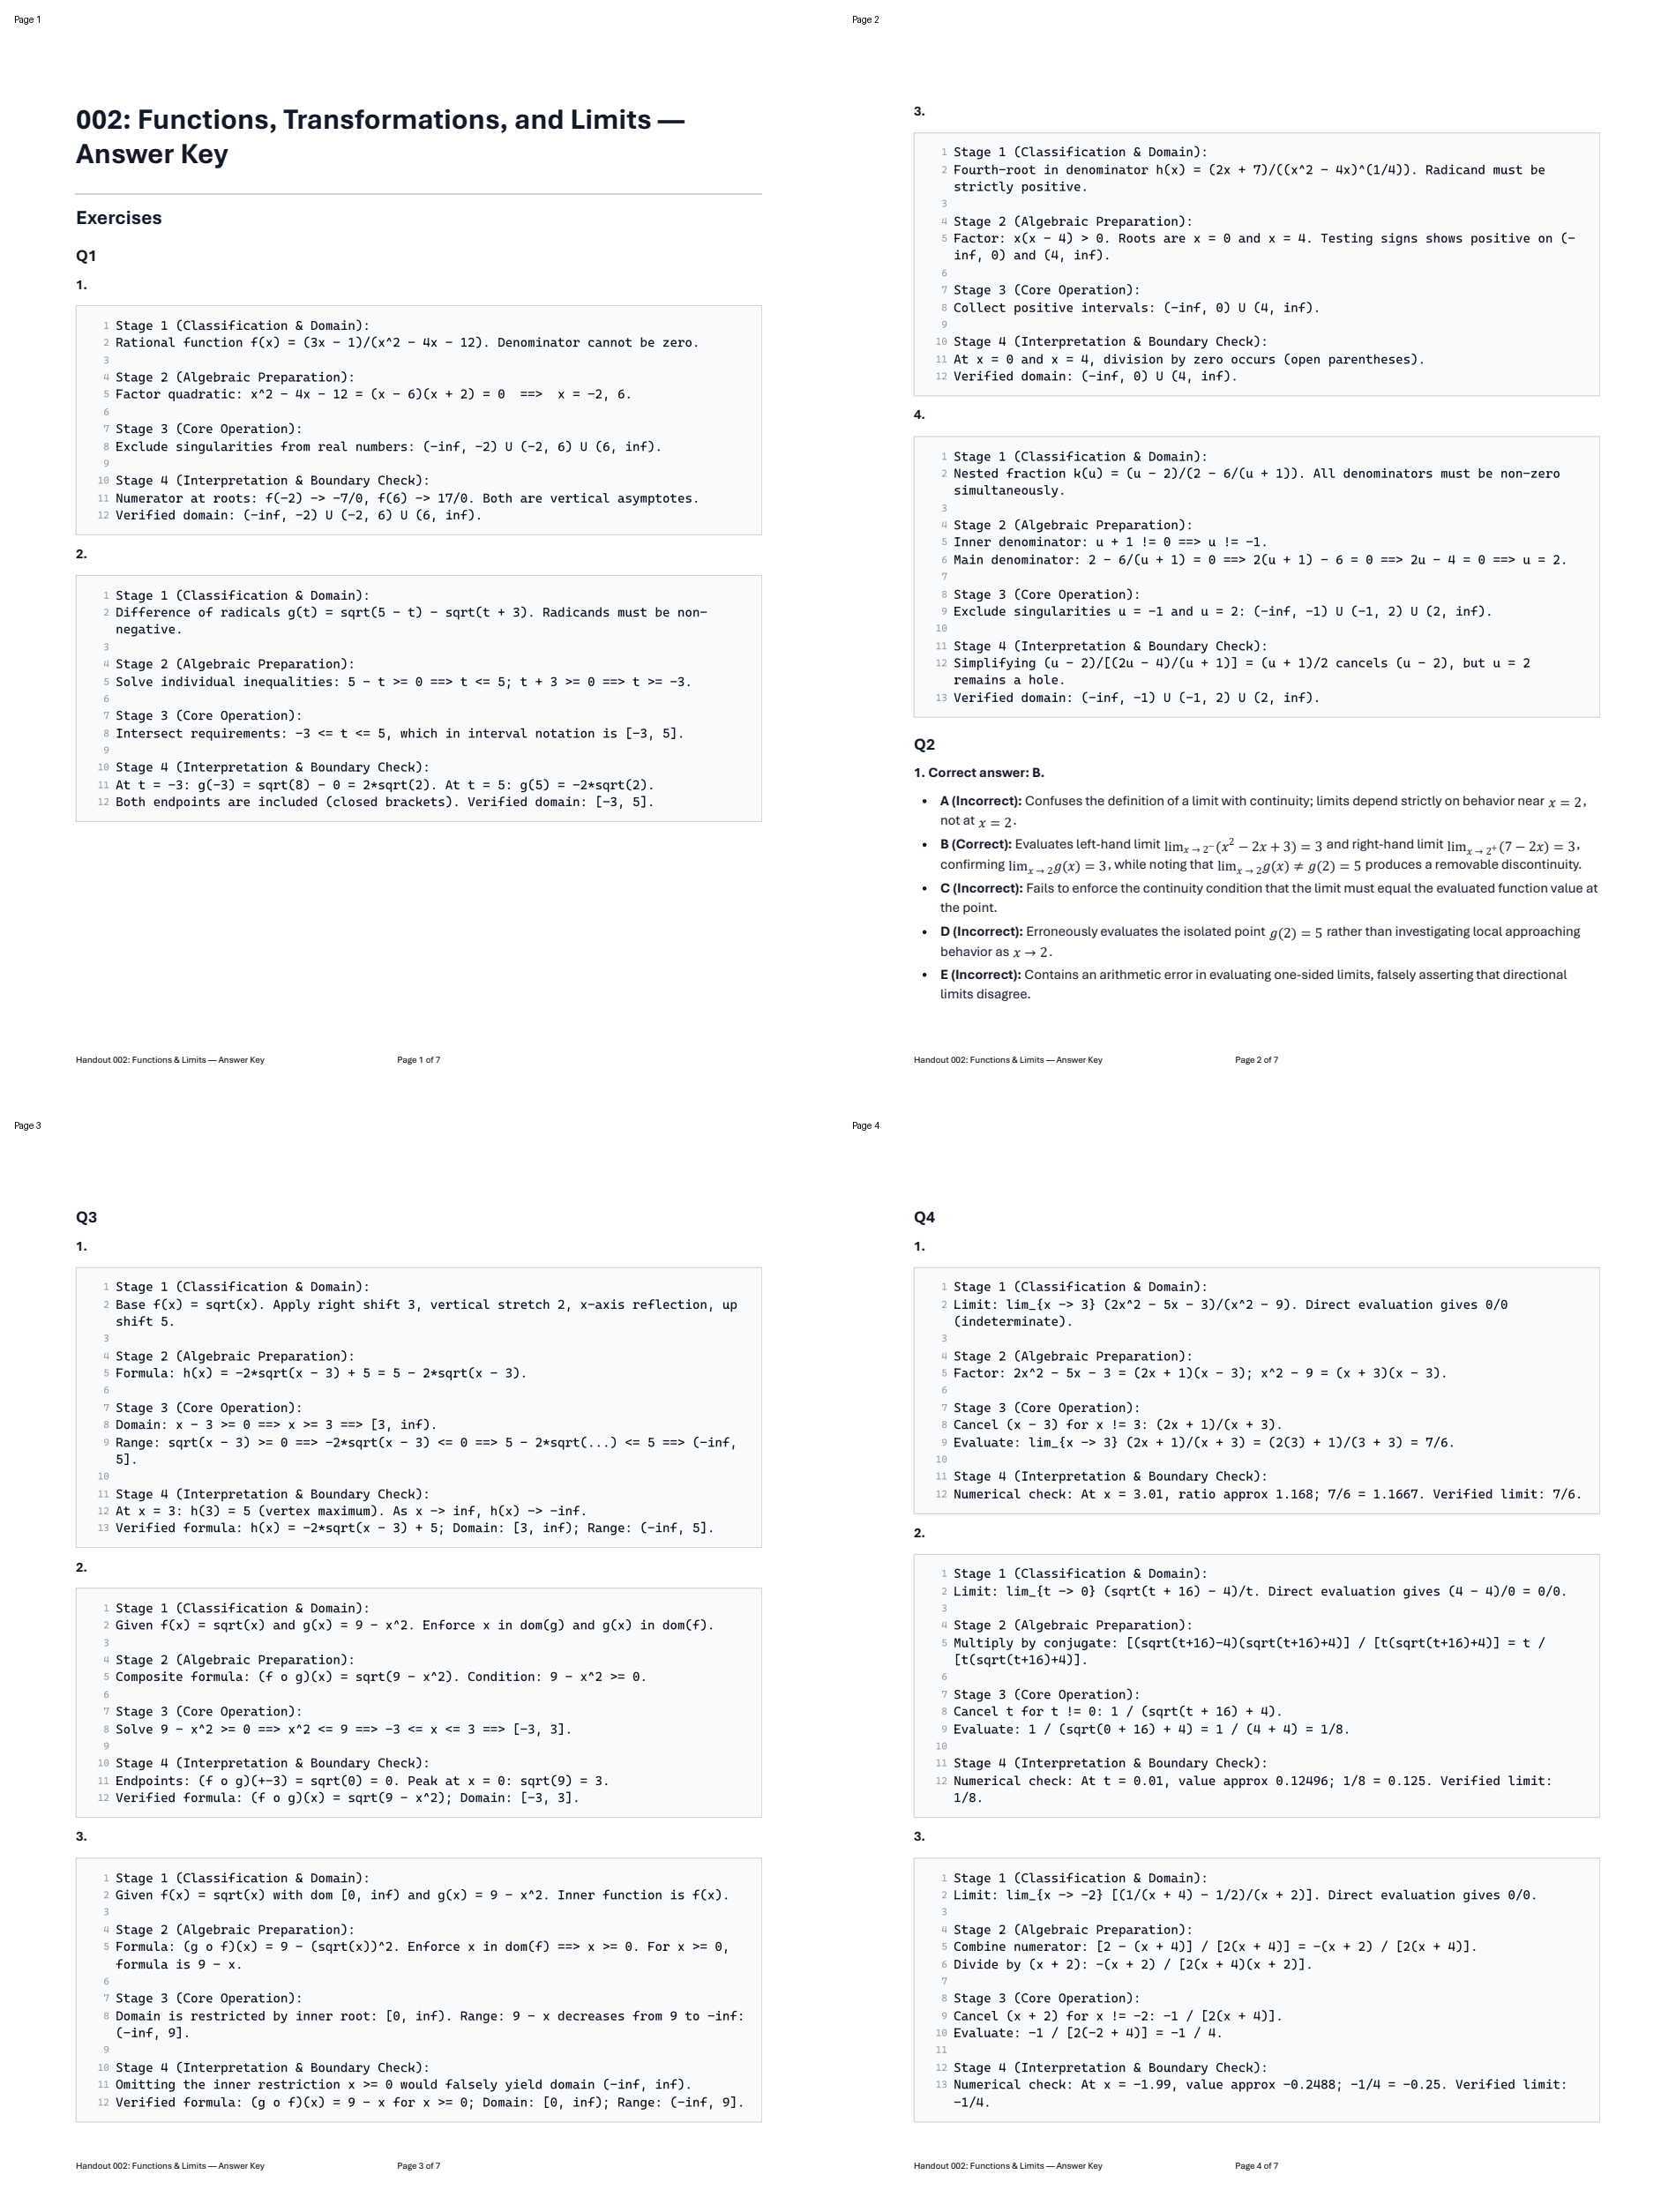 Page 1
002: Functions, Transformations, and Limits —
Answer Key
Exercises
Q1
1.
1 Stage 1 (Classification & Domain):
2 Rational function f(x) = (3x - 1)/(x^2 - 4x - 12). Denominator cannot be zero.
3
4 Stage 2 (Algebraic Preparation):
5 Factor quadratic: x^2 - 4x - 12 = (x - 6)(x + 2) = 0  ==>  x = -2, 6.
6
7 Stage 3 (Core Operation):
8 Exclude singularities from real numbers: (-inf, -2) U (-2, 6) U (6, inf).
9
10 Stage 4 (Interpretation & Boundary Check):
11 Numerator at roots: f(-2) -> -7/0, f(6) -> 17/0. Both are vertical asymptotes.
12 Verified domain: (-inf, -2) U (-2, 6) U (6, inf).
2.
1 Stage 1 (Classification & Domain):
2 Difference of radicals g(t) = sqrt(5 - t) - sqrt(t + 3). Radicands must be non-
negative.
3
4 Stage 2 (Algebraic Preparation):
5 Solve individual inequalities: 5 - t >= 0 ==> t <= 5; t + 3 >= 0 ==> t >= -3.
6
7 Stage 3 (Core Operation):
8 Intersect requirements: -3 <= t <= 5, which in interval notation is [-3, 5].
9
10 Stage 4 (Interpretation & Boundary Check):
11 At t = -3: g(-3) = sqrt(8) - 0 = 2*sqrt(2). At t = 5: g(5) = -2*sqrt(2).
12 Both endpoints are included (closed brackets). Verified domain: [-3, 5].
Handout 002: Functions & Limits — Answer Key Page 1 of 7
Page 2
3.
1 Stage 1 (Classification & Domain):
2 Fourth-root in denominator h(x) = (2x + 7)/((x^2 - 4x)^(1/4)). Radicand must be
strictly positive.
3
4 Stage 2 (Algebraic Preparation):
5 Factor: x(x - 4) > 0. Roots are x = 0 and x = 4. Testing signs shows positive on (-
inf, 0) and (4, inf).
6
7 Stage 3 (Core Operation):
8 Collect positive intervals: (-inf, 0) U (4, inf).
9
10 Stage 4 (Interpretation & Boundary Check):
11 At x = 0 and x = 4, division by zero occurs (open parentheses).
12 Verified domain: (-inf, 0) U (4, inf).
4.
1 Stage 1 (Classification & Domain):
2 Nested fraction k(u) = (u - 2)/(2 - 6/(u + 1)). All denominators must be non-zero
simultaneously.
3
4 Stage 2 (Algebraic Preparation):
5 Inner denominator: u + 1 != 0 ==> u != -1.
6 Main denominator: 2 - 6/(u + 1) = 0 ==> 2(u + 1) - 6 = 0 ==> 2u - 4 = 0 ==> u = 2.
7
8 Stage 3 (Core Operation):
9 Exclude singularities u = -1 and u = 2: (-inf, -1) U (-1, 2) U (2, inf).
10
11 Stage 4 (Interpretation & Boundary Check):
12 Simplifying (u - 2)/[(2u - 4)/(u + 1)] = (u + 1)/2 cancels (u - 2), but u = 2
remains a hole.
13 Verified domain: (-inf, -1) U (-1, 2) U (2, inf).
Q2
1. Correct answer: B.
• A (Incorrect): Confuses the definition of a limit with continuity; limits depend strictly on behavior near x = 2,
not at x = 2.
• B (Correct): Evaluates left-hand limit lim_{x → 2⁻}(x² − 2x + 3) = 3 and right-hand limit lim_{x → 2⁺}(7 − 2x) = 3,
confirming lim_{x → 2}g(x) = 3, while noting that lim_{x → 2}g(x) ≠ g(2) = 5 produces a removable discontinuity.
• C (Incorrect): Fails to enforce the continuity condition that the limit must equal the evaluated function value at
the point.
• D (Incorrect): Erroneously evaluates the isolated point g(2) = 5 rather than investigating local approaching
behavior as x → 2.
• E (Incorrect): Contains an arithmetic error in evaluating one-sided limits, falsely asserting that directional
limits disagree.
Handout 002: Functions & Limits — Answer Key Page 2 of 7
Page 3
Q3
1.
1 Stage 1 (Classification & Domain):
2 Base f(x) = sqrt(x). Apply right shift 3, vertical stretch 2, x-axis reflection, up
shift 5.
3
4 Stage 2 (Algebraic Preparation):
5 Formula: h(x) = -2*sqrt(x - 3) + 5 = 5 - 2*sqrt(x - 3).
6
7 Stage 3 (Core Operation):
8 Domain: x - 3 >= 0 ==> x >= 3 ==> [3, inf).
9 Range: sqrt(x - 3) >= 0 ==> -2*sqrt(x - 3) <= 0 ==> 5 - 2*sqrt(...) <= 5 ==> (-inf,
5].
10
11 Stage 4 (Interpretation & Boundary Check):
12 At x = 3: h(3) = 5 (vertex maximum). As x -> inf, h(x) -> -inf.
13 Verified formula: h(x) = -2*sqrt(x - 3) + 5; Domain: [3, inf); Range: (-inf, 5].
2.
1 Stage 1 (Classification & Domain):
2 Given f(x) = sqrt(x) and g(x) = 9 - x^2. Enforce x in dom(g) and g(x) in dom(f).
3
4 Stage 2 (Algebraic Preparation):
5 Composite formula: (f o g)(x) = sqrt(9 - x^2). Condition: 9 - x^2 >= 0.
6
7 Stage 3 (Core Operation):
8 Solve 9 - x^2 >= 0 ==> x^2 <= 9 ==> -3 <= x <= 3 ==> [-3, 3].
9
10 Stage 4 (Interpretation & Boundary Check):
11 Endpoints: (f o g)(+-3) = sqrt(0) = 0. Peak at x = 0: sqrt(9) = 3.
12 Verified formula: (f o g)(x) = sqrt(9 - x^2); Domain: [-3, 3].
3.
1 Stage 1 (Classification & Domain):
2 Given f(x) = sqrt(x) with dom [0, inf) and g(x) = 9 - x^2. Inner function is f(x).
3
4 Stage 2 (Algebraic Preparation):
5 Formula: (g o f)(x) = 9 - (sqrt(x))^2. Enforce x in dom(f) ==> x >= 0. For x >= 0,
formula is 9 - x.
6
7 Stage 3 (Core Operation):
8 Domain is restricted by inner root: [0, inf). Range: 9 - x decreases from 9 to -inf:
(-inf, 9].
9
10 Stage 4 (Interpretation & Boundary Check):
11 Omitting the inner restriction x >= 0 would falsely yield domain (-inf, inf).
12 Verified formula: (g o f)(x) = 9 - x for x >= 0; Domain: [0, inf); Range: (-inf, 9].
Handout 002: Functions & Limits — Answer Key Page 3 of 7
Page 4
Q4
1.
1 Stage 1 (Classification & Domain):
2 Limit: lim_{x -> 3} (2x^2 - 5x - 3)/(x^2 - 9). Direct evaluation gives 0/0
(indeterminate).
3
4 Stage 2 (Algebraic Preparation):
5 Factor: 2x^2 - 5x - 3 = (2x + 1)(x - 3); x^2 - 9 = (x + 3)(x - 3).
6
7 Stage 3 (Core Operation):
8 Cancel (x - 3) for x != 3: (2x + 1)/(x + 3).
9 Evaluate: lim_{x -> 3} (2x + 1)/(x + 3) = (2(3) + 1)/(3 + 3) = 7/6.
10
11 Stage 4 (Interpretation & Boundary Check):
12 Numerical check: At x = 3.01, ratio approx 1.168; 7/6 = 1.1667. Verified limit: 7/6.
2.
1 Stage 1 (Classification & Domain):
2 Limit: lim_{t -> 0} (sqrt(t + 16) - 4)/t. Direct evaluation gives (4 - 4)/0 = 0/0.
3
4 Stage 2 (Algebraic Preparation):
5 Multiply by conjugate: [(sqrt(t+16)-4)(sqrt(t+16)+4)] / [t(sqrt(t+16)+4)] = t /
[t(sqrt(t+16)+4)].
6
7 Stage 3 (Core Operation):
8 Cancel t for t != 0: 1 / (sqrt(t + 16) + 4).
9 Evaluate: 1 / (sqrt(0 + 16) + 4) = 1 / (4 + 4) = 1/8.
10
11 Stage 4 (Interpretation & Boundary Check):
12 Numerical check: At t = 0.01, value approx 0.12496; 1/8 = 0.125. Verified limit:
1/8.
3.
1 Stage 1 (Classification & Domain):
2 Limit: lim_{x -> -2} [(1/(x + 4) - 1/2)/(x + 2)]. Direct evaluation gives 0/0.
3
4 Stage 2 (Algebraic Preparation):
5 Combine numerator: [2 - (x + 4)] / [2(x + 4)] = -(x + 2) / [2(x + 4)].
6 Divide by (x + 2): -(x + 2) / [2(x + 4)(x + 2)].
7
8 Stage 3 (Core Operation):
9 Cancel (x + 2) for x != -2: -1 / [2(x + 4)].
10 Evaluate: -1 / [2(-2 + 4)] = -1 / 4.
11
12 Stage 4 (Interpretation & Boundary Check):
13 Numerical check: At x = -1.99, value approx -0.2488; -1/4 = -0.25. Verified limit:
-1/4.
Handout 002: Functions & Limits — Answer Key Page 4 of 7